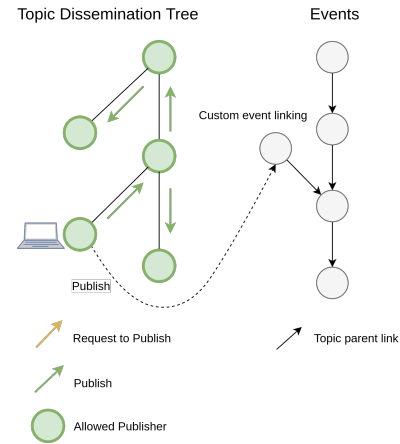 Topic Dissemination Tree
Events
Custom event linking
Publish
Request to Publish
Topic parent link
Publish
Allowed Publisher